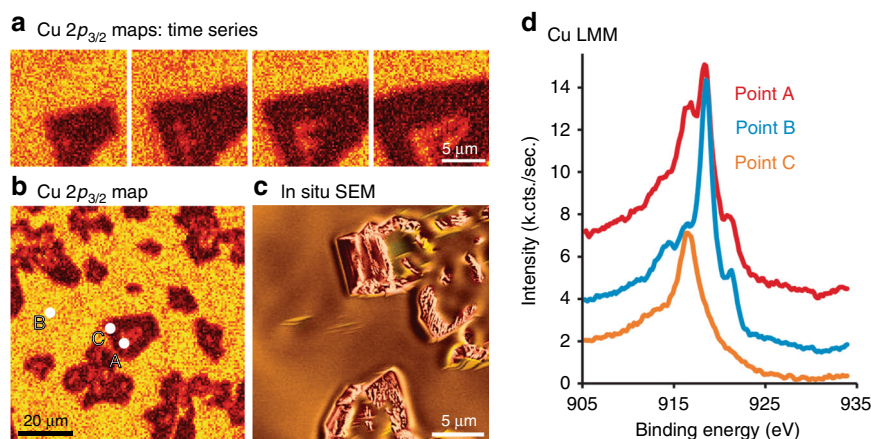 a Cu 2p3/2 maps: time series
5 μm
b Cu 2p3/2 map
B
C
A
20 μm
c In situ SEM
5 μm
d Cu LMM
Point A
Point B
Point C
Intensity (k.cts./sec.)
14
12
10
8
6
4
2
0
905 915 925 935
Binding energy (eV)